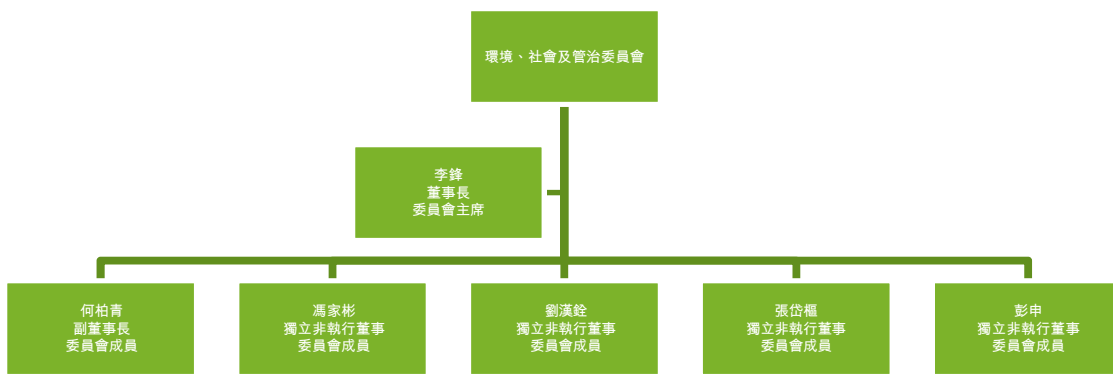 環境、社會及管治委員會
李鋒
董事長
委員會主席
何柏青
副董事長
委員會成員
馮家彬
獨立非執行董事
委員會成員
劉漢銓
獨立非執行董事
委員會成員
張岱樞
獨立非執行董事
委員會成員
彭申
獨立非執行董事
委員會成員